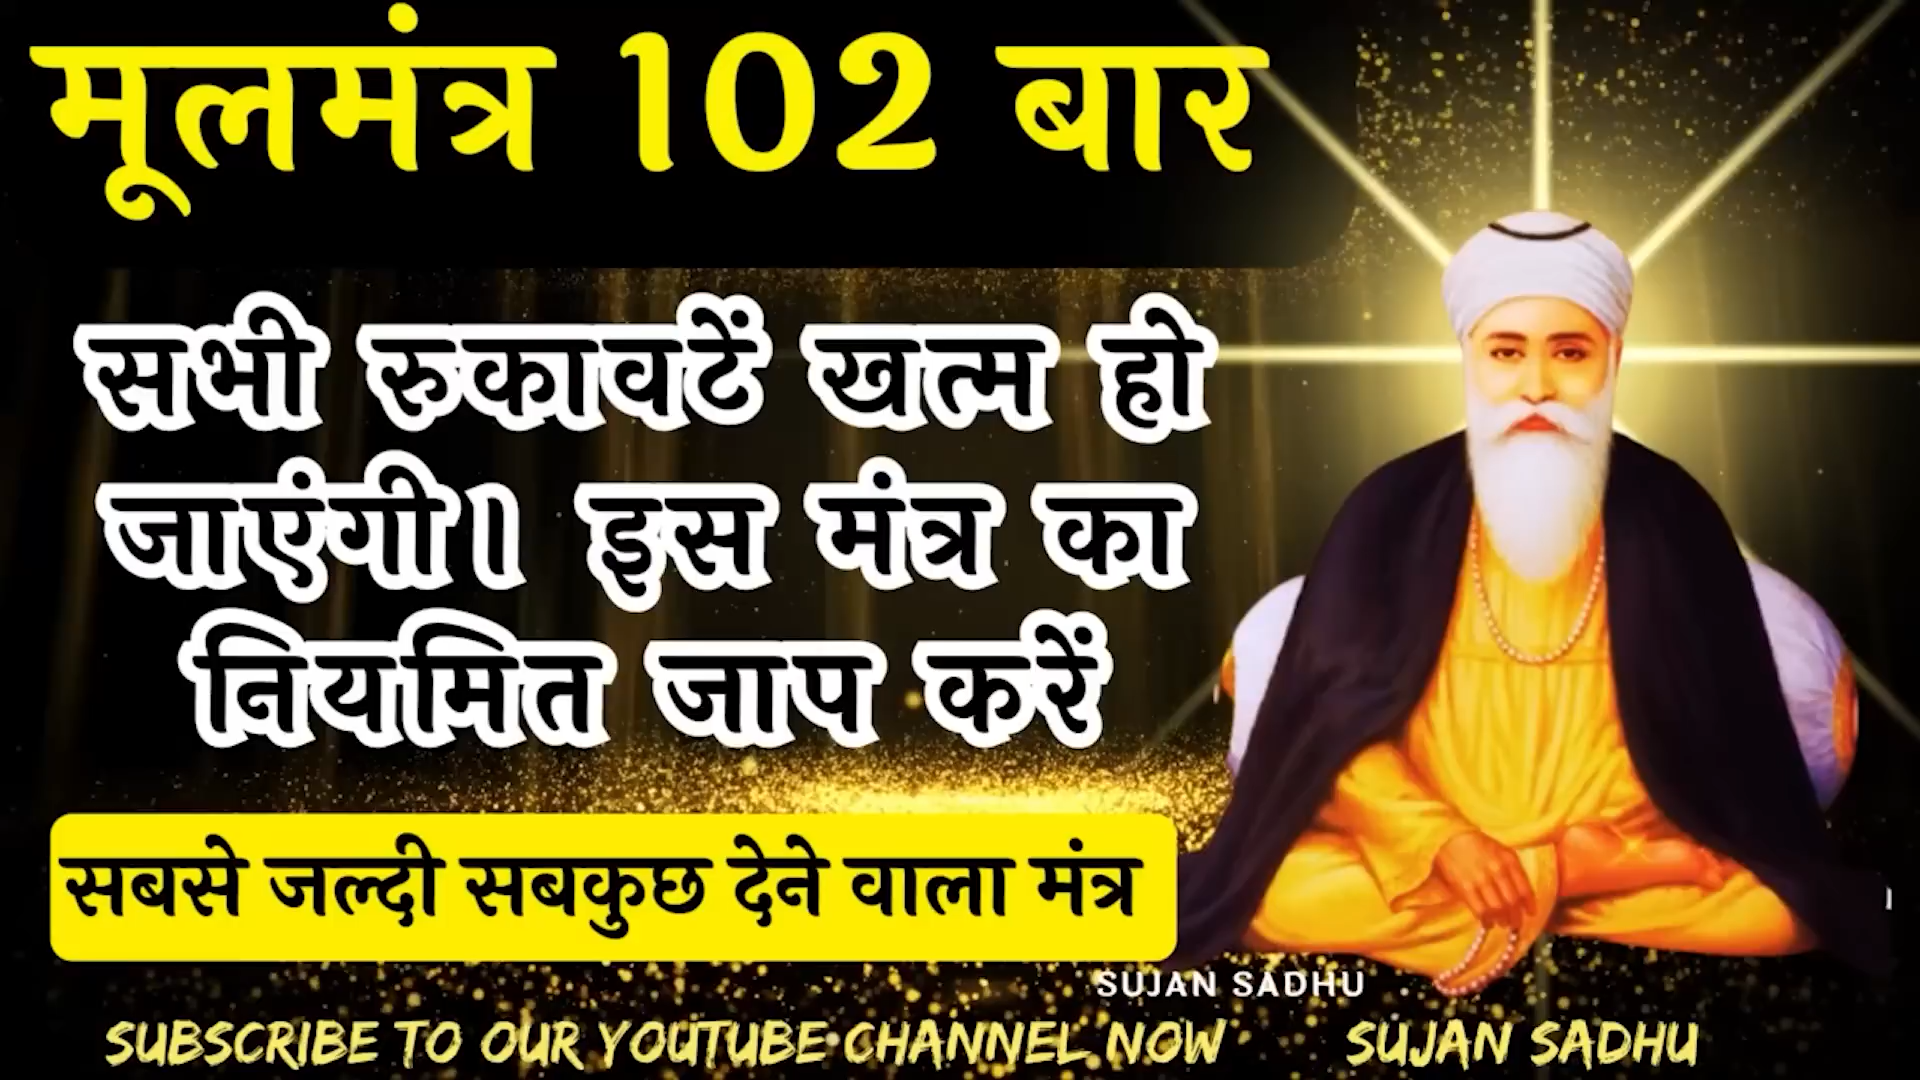 मूलमंत्र 102 बार
सभी रुकावटें खत्म हो
जाएंगी। इस मंत्र का
नियमित जाप करें
सबसे जल्दी सबकुछ देने वाला मंत्र
SUJAN SADHU
SUBSCRIBE TO OUR YOUTUBE CHANNEL NOW SUJAN SADHU